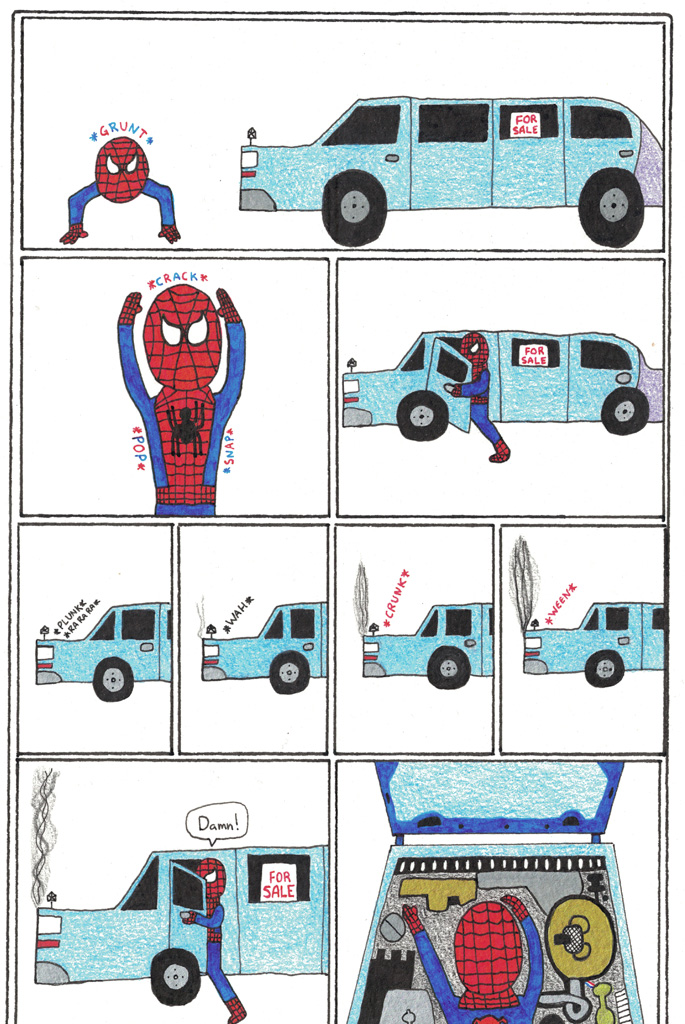 *GRUNT*
FOR
SALE
*CRACK*
*POP*
*SNAP*
FOR
SALE
*PLUNK*
*RA RA RA*
*WAH*
*CRUNK*
*WEEN*
Damn!
FOR
SALE